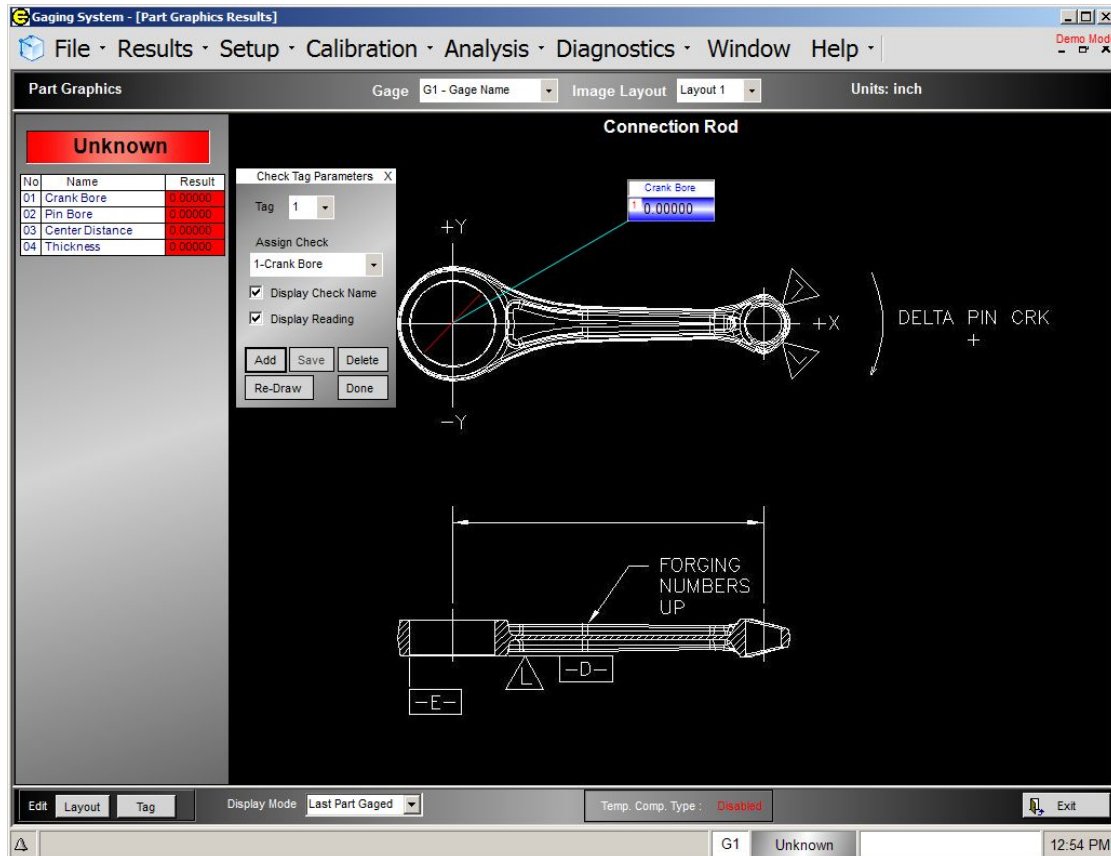 Gaging System - [Part Graphics Results]
File Results Setup Calibration Analysis Diagnostics Window Help
Demo Mod
Part Graphics Gage G1 - Gage Name Image Layout Layout 1 Units: inch
Connection Rod
Unknown
No Name Result
01 Crank Bore 0.00000
02 Pin Bore 0.00000
03 Center Distance 0.00000
04 Thickness 0.00000
Check Tag Parameters X
Tag 1
Assign Check
1-Crank Bore
Display Check Name
Display Reading
Add Save Delete
Re-Draw Done
Crank Bore
1 0.00000
+Y
L
+X
L
-Y
DELTA PIN CRK
+
FORGING
NUMBERS
UP
L
-D-
-E-
Edit Layout Tag Display Mode Last Part Gaged Temp. Comp. Type : Disabled Exit
G1 Unknown 12:54 PM